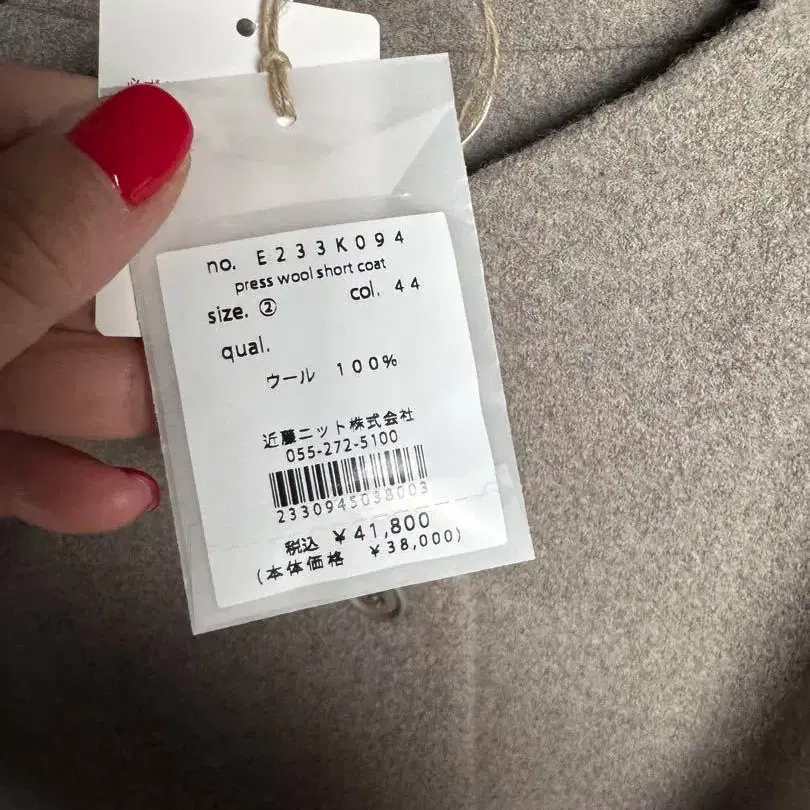 no. E233K094
press wool short coat
size. ② col. 44
qual.
ウール 100%
近藤ニット株式会社
055-272-5100
2330945038003
税込 ¥41,800
(本体価格 ¥38,000)